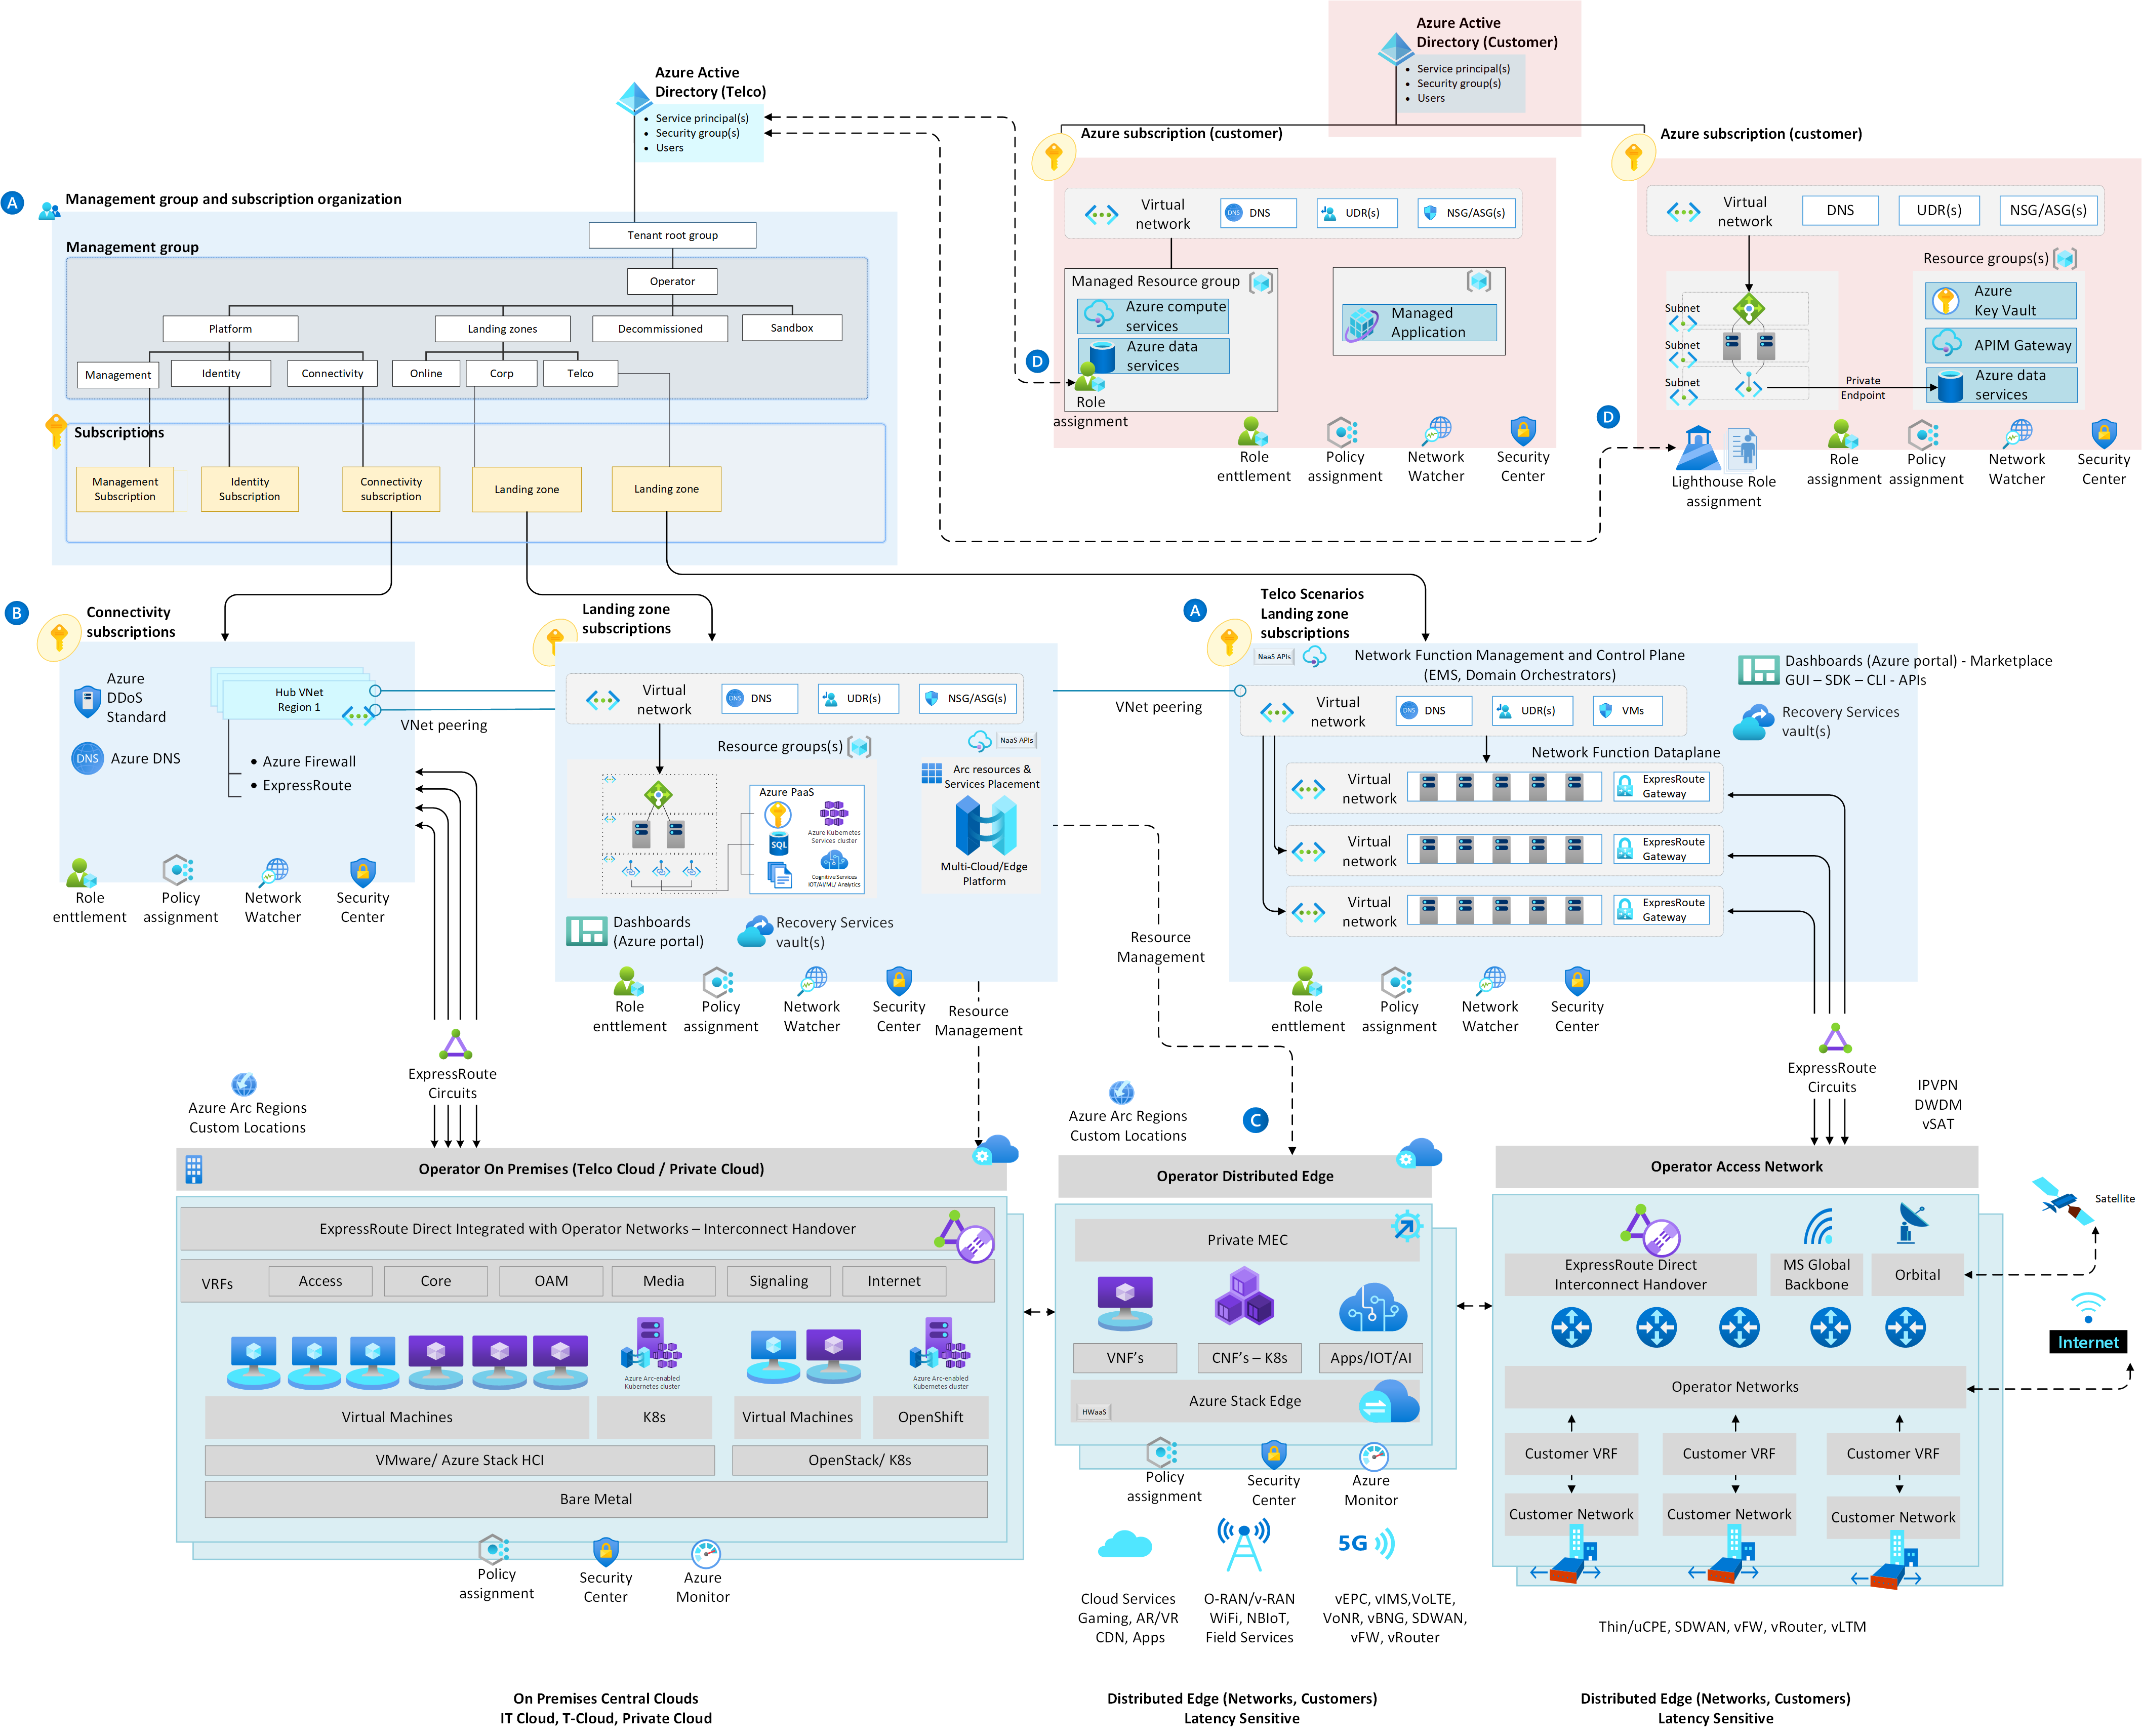 Azure Active
Directory (Customer)
• Service principal(s)
• Security group(s)
• Users
Azure Active
Directory (Telco)
• Service principal(s)
• Security group(s)
• Users
Azure subscription (customer)
Virtual
network
DNS
DNS
UDR(s)
NSG/ASG(s)
Managed Resource group
Azure compute
services
Azure data
services
Role
assignment
Managed
Application
D
Role
enttlement
Policy
assignment
Network
Watcher
Security
Center
Azure subscription (customer)
Virtual
network
DNS
UDR(s)
NSG/ASG(s)
Resource groups(s)
Subnet
Subnet
Subnet
Azure
Key Vault
APIM Gateway
Azure data
services
Private
Endpoint
D
Lighthouse Role
assignment
Role
assignment
Policy
assignment
Network
Watcher
Security
Center
A
Management group and subscription organization
Management group
Tenant root group
Operator
Platform
Landing zones
Decommissioned
Sandbox
Management
Identity
Connectivity
Online
Corp
Telco
Subscriptions
Management
Subscription
Identity
Subscription
Connectivity
subscription
Landing zone
Landing zone
B
Connectivity
subscriptions
Azure
DDoS
Standard
DNS
Azure DNS
Hub VNet
Region 1
• Azure Firewall
• ExpressRoute
VNet peering
Role
enttlement
Policy
assignment
Network
Watcher
Security
Center
Landing zone
subscriptions
Virtual
network
DNS
DNS
UDR(s)
NSG/ASG(s)
Resource groups(s)
NaaS APIs
Azure PaaS
SQL
Azure Kubernetes
Services cluster
Cognitive Services
IOT/AI/ML/ Analytics
Arc resources &
Services Placement
Multi-Cloud/Edge
Platform
Dashboards
(Azure portal)
Recovery Services
vault(s)
Role
enttlement
Policy
assignment
Network
Watcher
Security
Center
Resource
Management
VNet peering
Resource
Management
A
Telco Scenarios
Landing zone
subscriptions
NaaS APIs
Network Function Management and Control Plane
(EMS, Domain Orchestrators)
Dashboards (Azure portal) - Marketplace
GUI – SDK – CLI - APIs
Recovery Services
vault(s)
Virtual
network
DNS
DNS
UDR(s)
VMs
Network Function Dataplane
Virtual
network
ExpresRoute
Gateway
Virtual
network
ExpresRoute
Gateway
Virtual
network
ExpresRoute
Gateway
Role
enttlement
Policy
assignment
Network
Watcher
Security
Center
ExpressRoute
Circuits
Azure Arc Regions
Custom Locations
Azure Arc Regions
Custom Locations
C
ExpressRoute
Circuits
IPVPN
DWDM
vSAT
Operator On Premises (Telco Cloud / Private Cloud)
ExpressRoute Direct Integrated with Operator Networks – Interconnect Handover
VRFs
Access
Core
OAM
Media
Signaling
Internet
Azure Arc-enabled
Kubernetes cluster
Azure Arc-enabled
Kubernetes cluster
Virtual Machines
K8s
Virtual Machines
OpenShift
VMware/ Azure Stack HCI
OpenStack/ K8s
Bare Metal
Policy
assignment
Security
Center
Azure
Monitor
Operator Distributed Edge
Private MEC
VNF's
CNF's – K8s
Apps/IOT/AI
Azure Stack Edge
HWaaS
Policy
assignment
Security
Center
Azure
Monitor
5G
Cloud Services
Gaming, AR/VR
CDN, Apps
O-RAN/v-RAN
WiFi, NBIoT,
Field Services
vEPC, vIMS,VoLTE,
VoNR, vBNG, SDWAN,
vFW, vRouter
Operator Access Network
ExpressRoute Direct
Interconnect Handover
MS Global
Backbone
Orbital
Satellite
Internet
Operator Networks
Customer VRF
Customer VRF
Customer VRF
Customer Network
Customer Network
Customer Network
Thin/uCPE, SDWAN, vFW, vRouter, vLTM
On Premises Central Clouds
IT Cloud, T-Cloud, Private Cloud
Distributed Edge (Networks, Customers)
Latency Sensitive
Distributed Edge (Networks, Customers)
Latency Sensitive